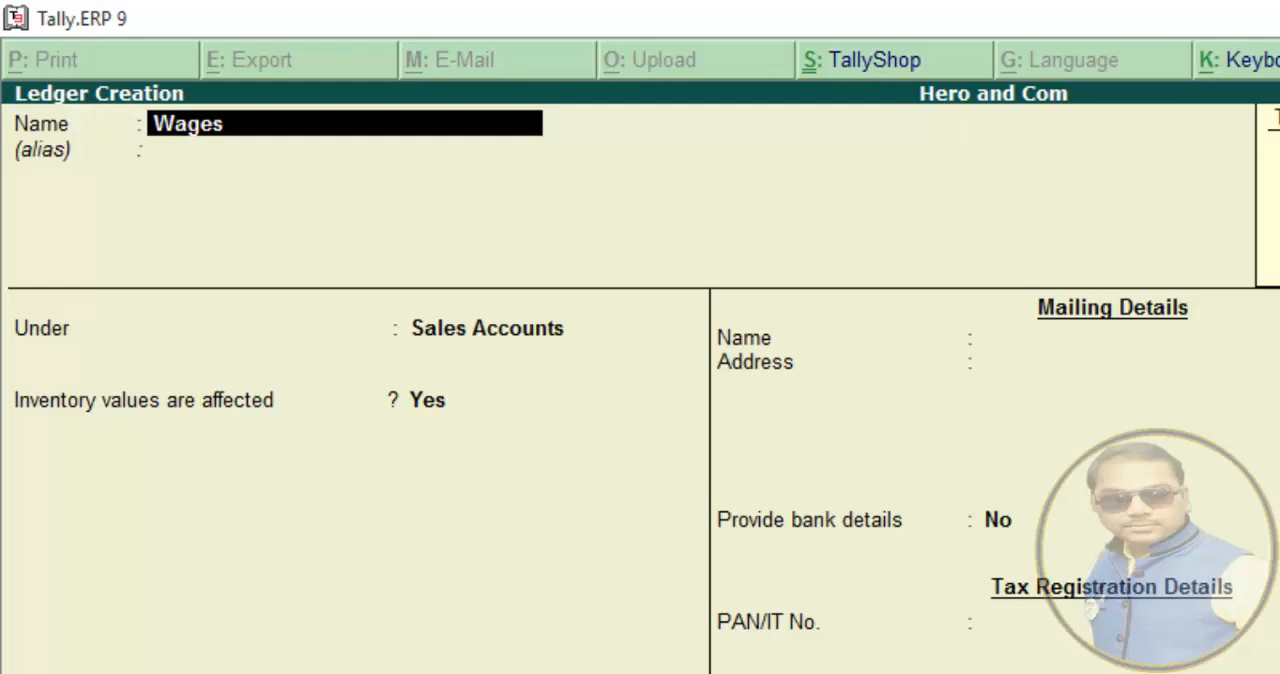 Tally.ERP 9
P: Print E: Export M: E-Mail O: Upload S: TallyShop G: Language K: Keybo
Ledger Creation Hero and Com
Name : Wages
(alias) :
Under : Sales Accounts
Inventory values are affected ? Yes
Mailing Details
Name :
Address :
Provide bank details : No
Tax Registration Details
PAN/IT No. :